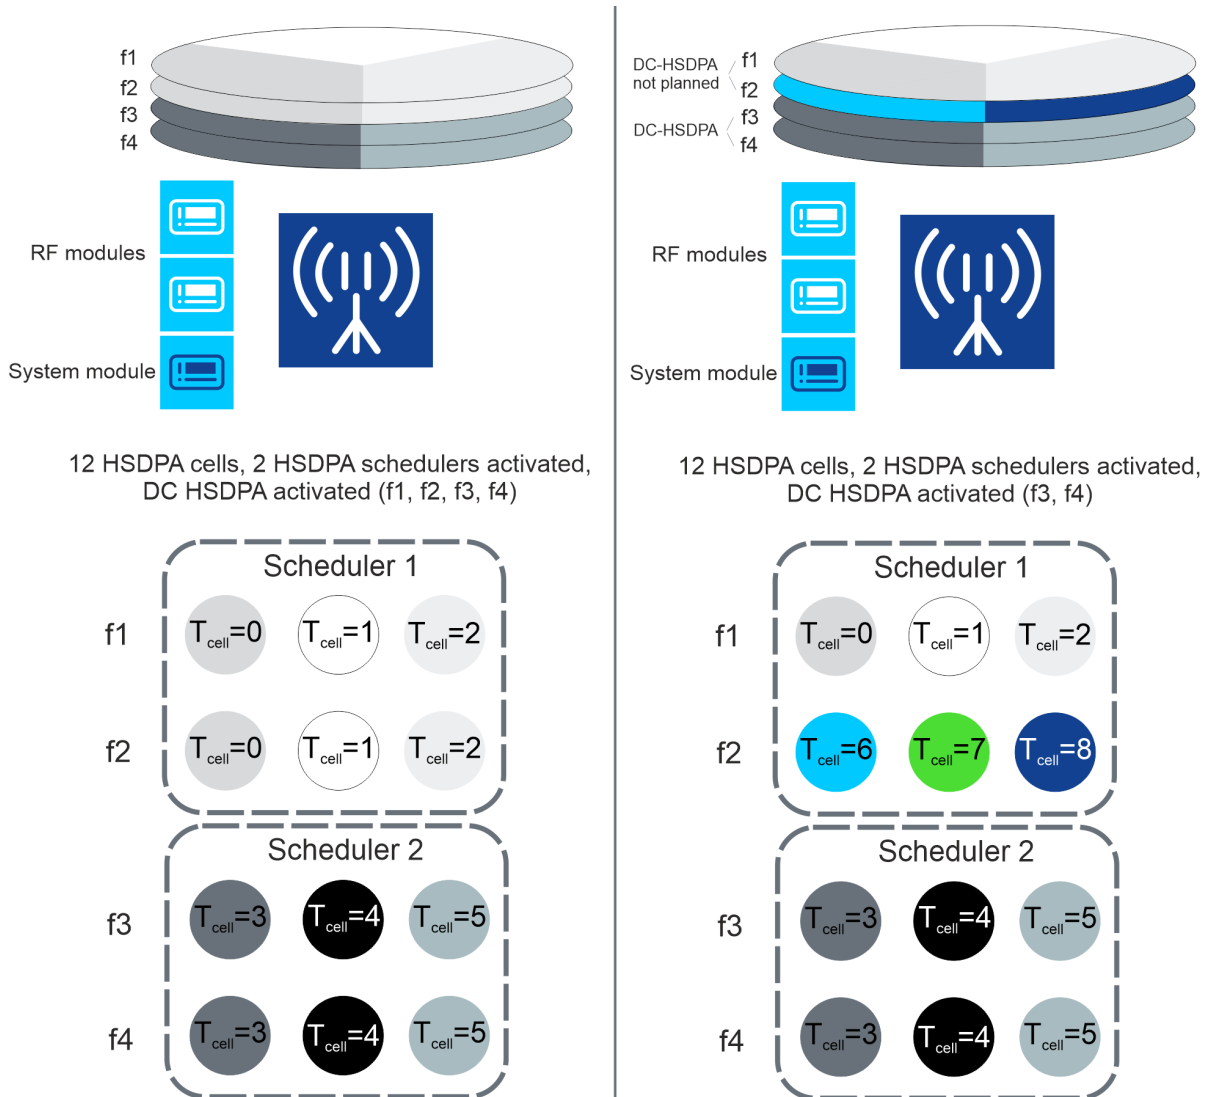 f1
f2
f3
f4
RF modules
System module
12 HSDPA cells, 2 HSDPA schedulers activated,
DC HSDPA activated (f1, f2, f3, f4)
Scheduler 1
f1 Tcell=0 Tcell=1 Tcell=2
f2 Tcell=0 Tcell=1 Tcell=2
Scheduler 2
f3 Tcell=3 Tcell=4 Tcell=5
f4 Tcell=3 Tcell=4 Tcell=5
DC-HSDPA
not planned
f1
f2
DC-HSDPA
f3
f4
RF modules
System module
12 HSDPA cells, 2 HSDPA schedulers activated,
DC HSDPA activated (f3, f4)
Scheduler 1
f1 Tcell=0 Tcell=1 Tcell=2
f2 Tcell=6 Tcell=7 Tcell=8
Scheduler 2
f3 Tcell=3 Tcell=4 Tcell=5
f4 Tcell=3 Tcell=4 Tcell=5